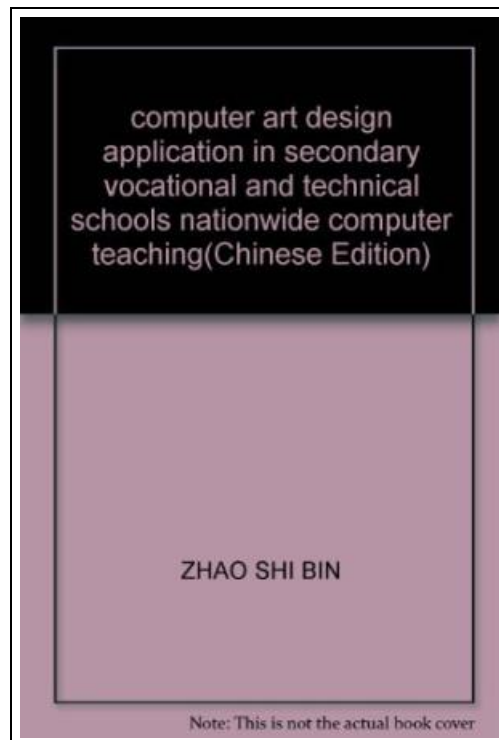 computer art design
application in secondary
vocational and technical
schools nationwide computer
teaching(Chinese Edition)
ZHAO SHI BIN
Note: This is not the actual book cover